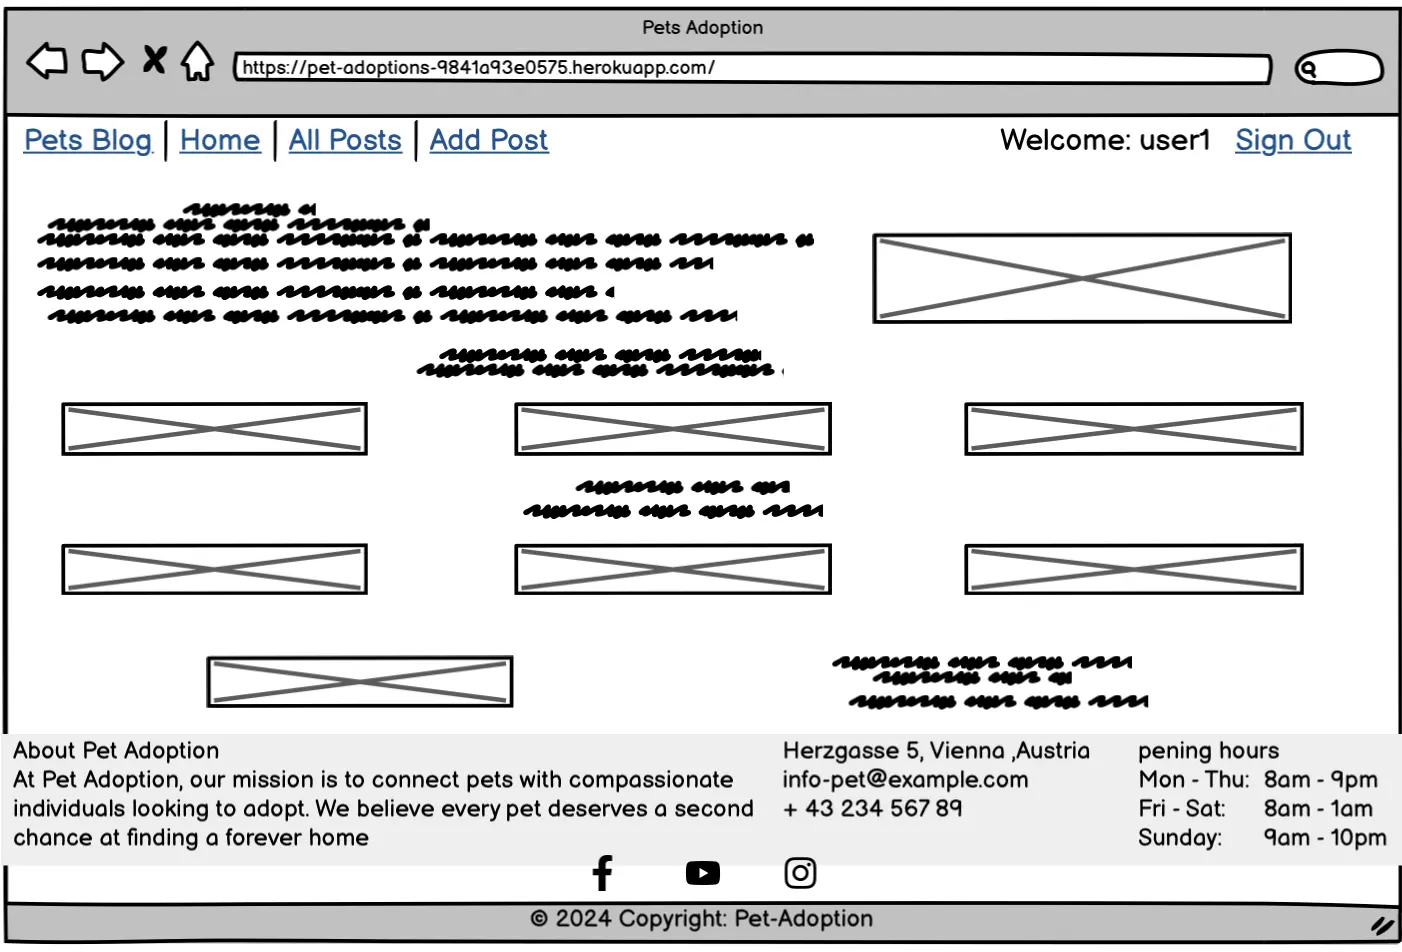 Pets Adoption
https://pet-adoptions-9841a93e0575.herokuapp.com/
Pets Blog Home All Posts Add Post Welcome: user1 Sign Out
About Pet Adoption
At Pet Adoption, our mission is to connect pets with compassionate
individuals looking to adopt. We believe every pet deserves a second
chance at finding a forever home
Herzgasse 5, Vienna ,Austria
info-pet@example.com
+ 43 234 567 89
pening hours
Mon - Thu: 8am - 9pm
Fri - Sat: 8am - 1am
Sunday: 9am - 10pm
© 2024 Copyright: Pet-Adoption